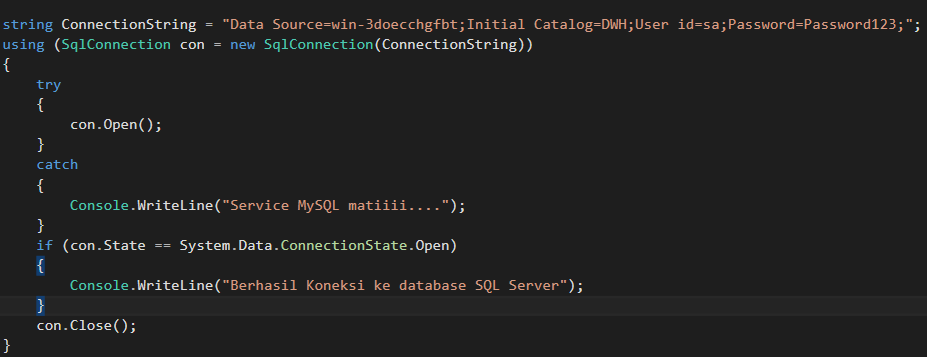 string ConnectionString = "Data Source=win-3doecchgfbt;Initial Catalog=DWH;User id=sa;Password=Password123;";
using (SqlConnection con = new SqlConnection(ConnectionString))
{
    try
    {
        con.Open();
    }
    catch
    {
        Console.WriteLine("Service MySQL matiiii....");
    }
    if (con.State == System.Data.ConnectionState.Open)
    {
        Console.WriteLine("Berhasil Koneksi ke database SQL Server");
    }
    con.Close();
}